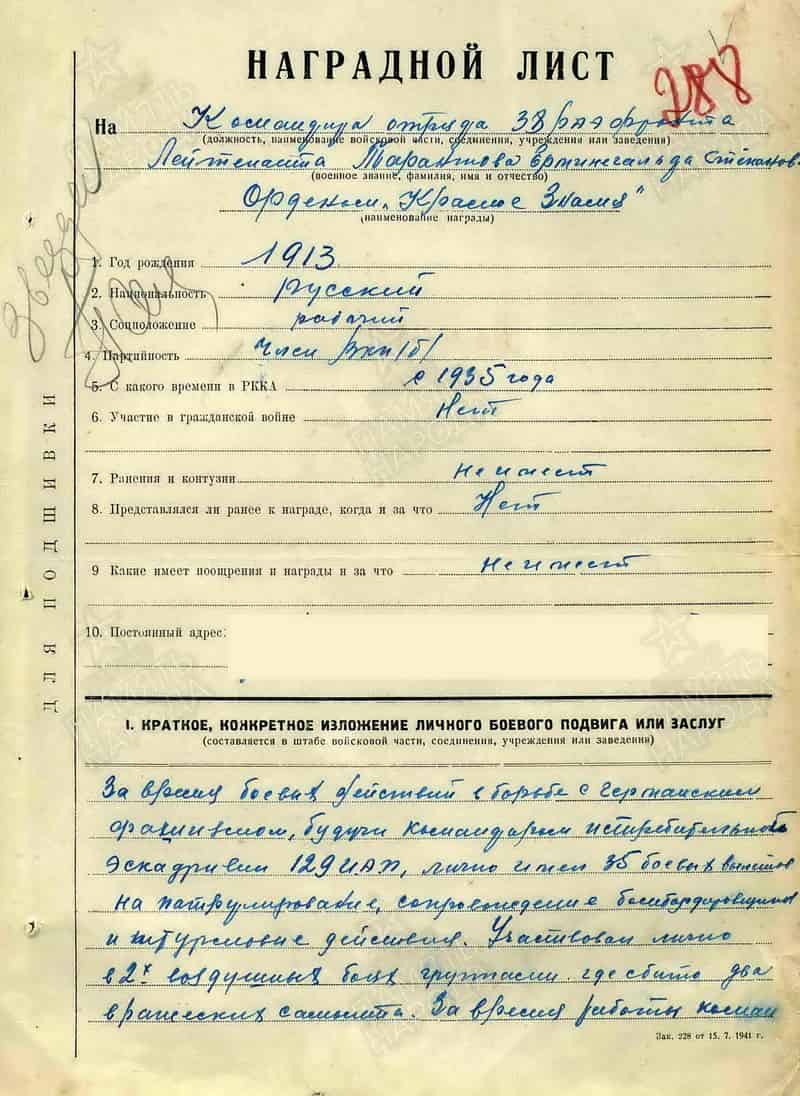 НАГРАДНОЙ ЛИСТ
288
На Командира отряда 38 РАЭ фронта
(должность, наименование войсковой части, соединения, учреждения или заведения)
Лейтенанта Марантова Степанов.
(военное звание, фамилия, имя и отчество)
Орденом „Красное Знамя"
(наименование награды)
1. Год рождения 1913.
2. Национальность русский
3. Соцположение рабочий
4. Партийность Член ВКП(б)
5. С какого времени в РККА с 1935 года
6. Участие в гражданской войне Нет
7. Ранения и контузии Не имеет
8. Представлялся ли ранее к награде, когда и за что Нет
9 Какие имеет поощрения и награды и за что Не имеет
10. Постоянный адрес:
ДЛЯ ПОДШИВКИ
I. КРАТКОЕ, КОНКРЕТНОЕ ИЗЛОЖЕНИЕ ЛИЧНОГО БОЕВОГО ПОДВИГА ИЛИ ЗАСЛУГ
(составляется в штабе войсковой части, соединения, учреждения или заведения)
За время боевых действий в борьбе с германским
фашизмом, будучи командиром истребительной
эскадрилии 129 ИАП, лично имел 35 боевых вылетов
на патрулирование, сопровождение бомбардировщиков
и штурмовые действия. Участвовал лично
в 2х воздушных боях группами где сбито два
вражеских самолета. За время работы коман
Зак. 228 от 15. 7. 1941 г.